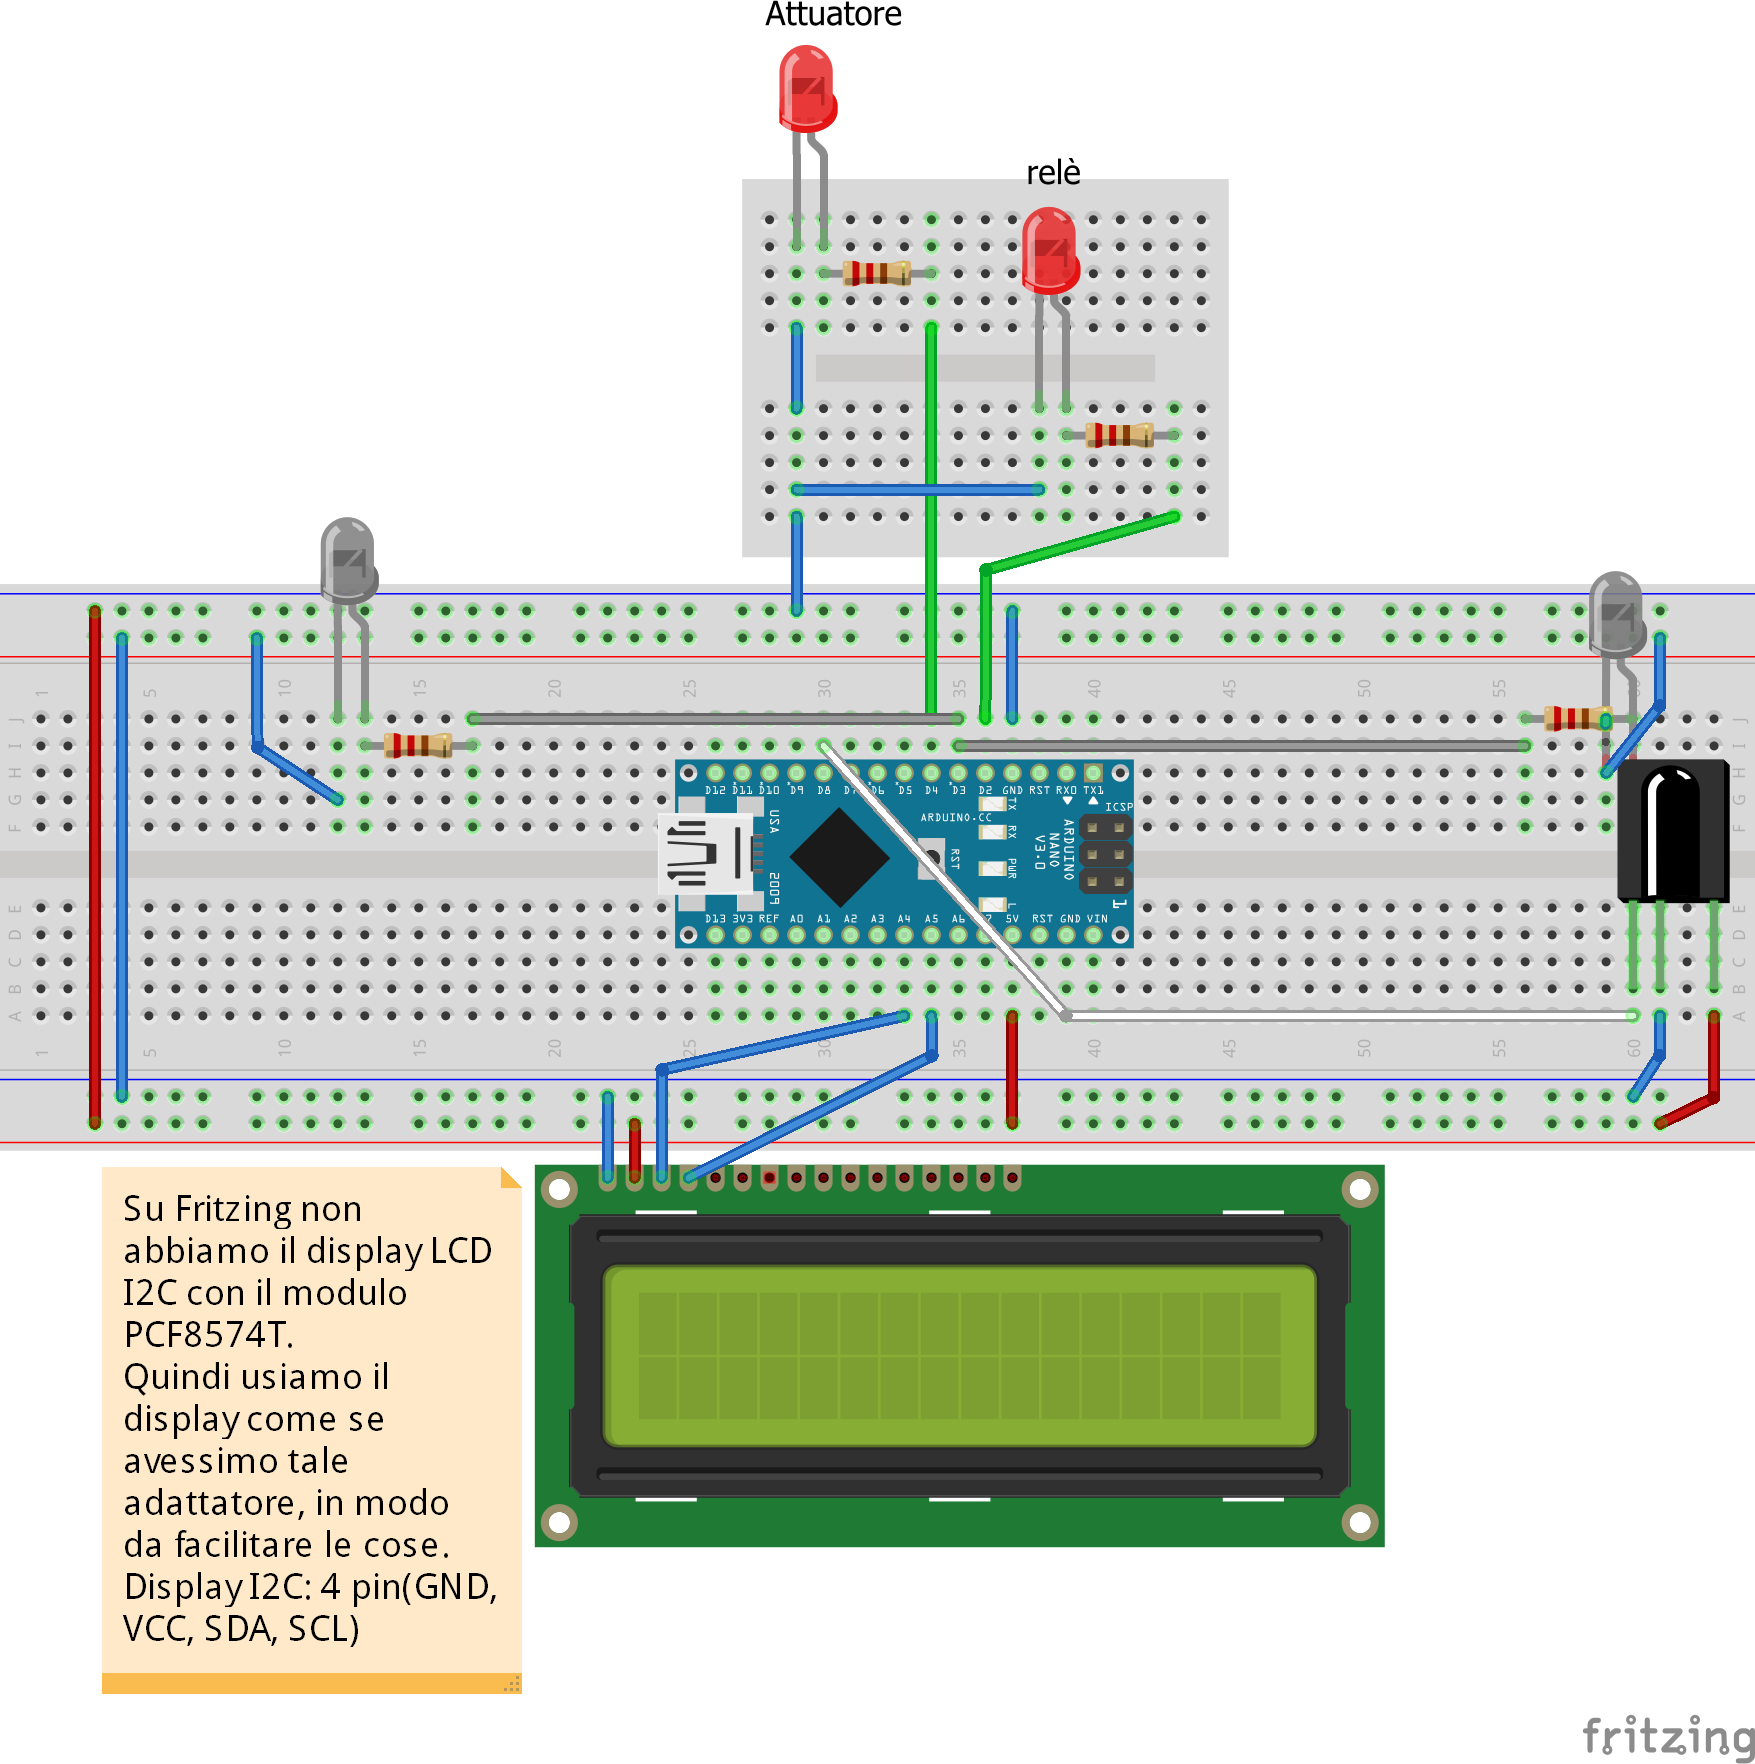 Attuatore
relè
1 5 10 15 20 25 30 35 40 45 50 55 60
J J
I I
H H
G G
F F
D12 D11 D10 D9 D8 D7 D6 D5 D4 D3 D2 GND RST RX0 TX1
USA
2009
ARDUINO.CC
RST
TX
RX
PWR
L
ARDUINO
NANO
V3.0
ICSP
1
D13 3V3 REF A0 A1 A2 A3 A4 A5 A6 5V RST GND VIN
E E
D D
C C
B B
A A
1 5 10 15 20 25 30 35 40 45 50 55 60
Su Fritzing non
abbiamo il display LCD
I2C con il modulo
PCF8574T.
Quindi usiamo il
display come se
avessimo tale
adattatore, in modo
da facilitare le cose.
Display I2C: 4 pin(GND,
VCC, SDA, SCL)
fritzing